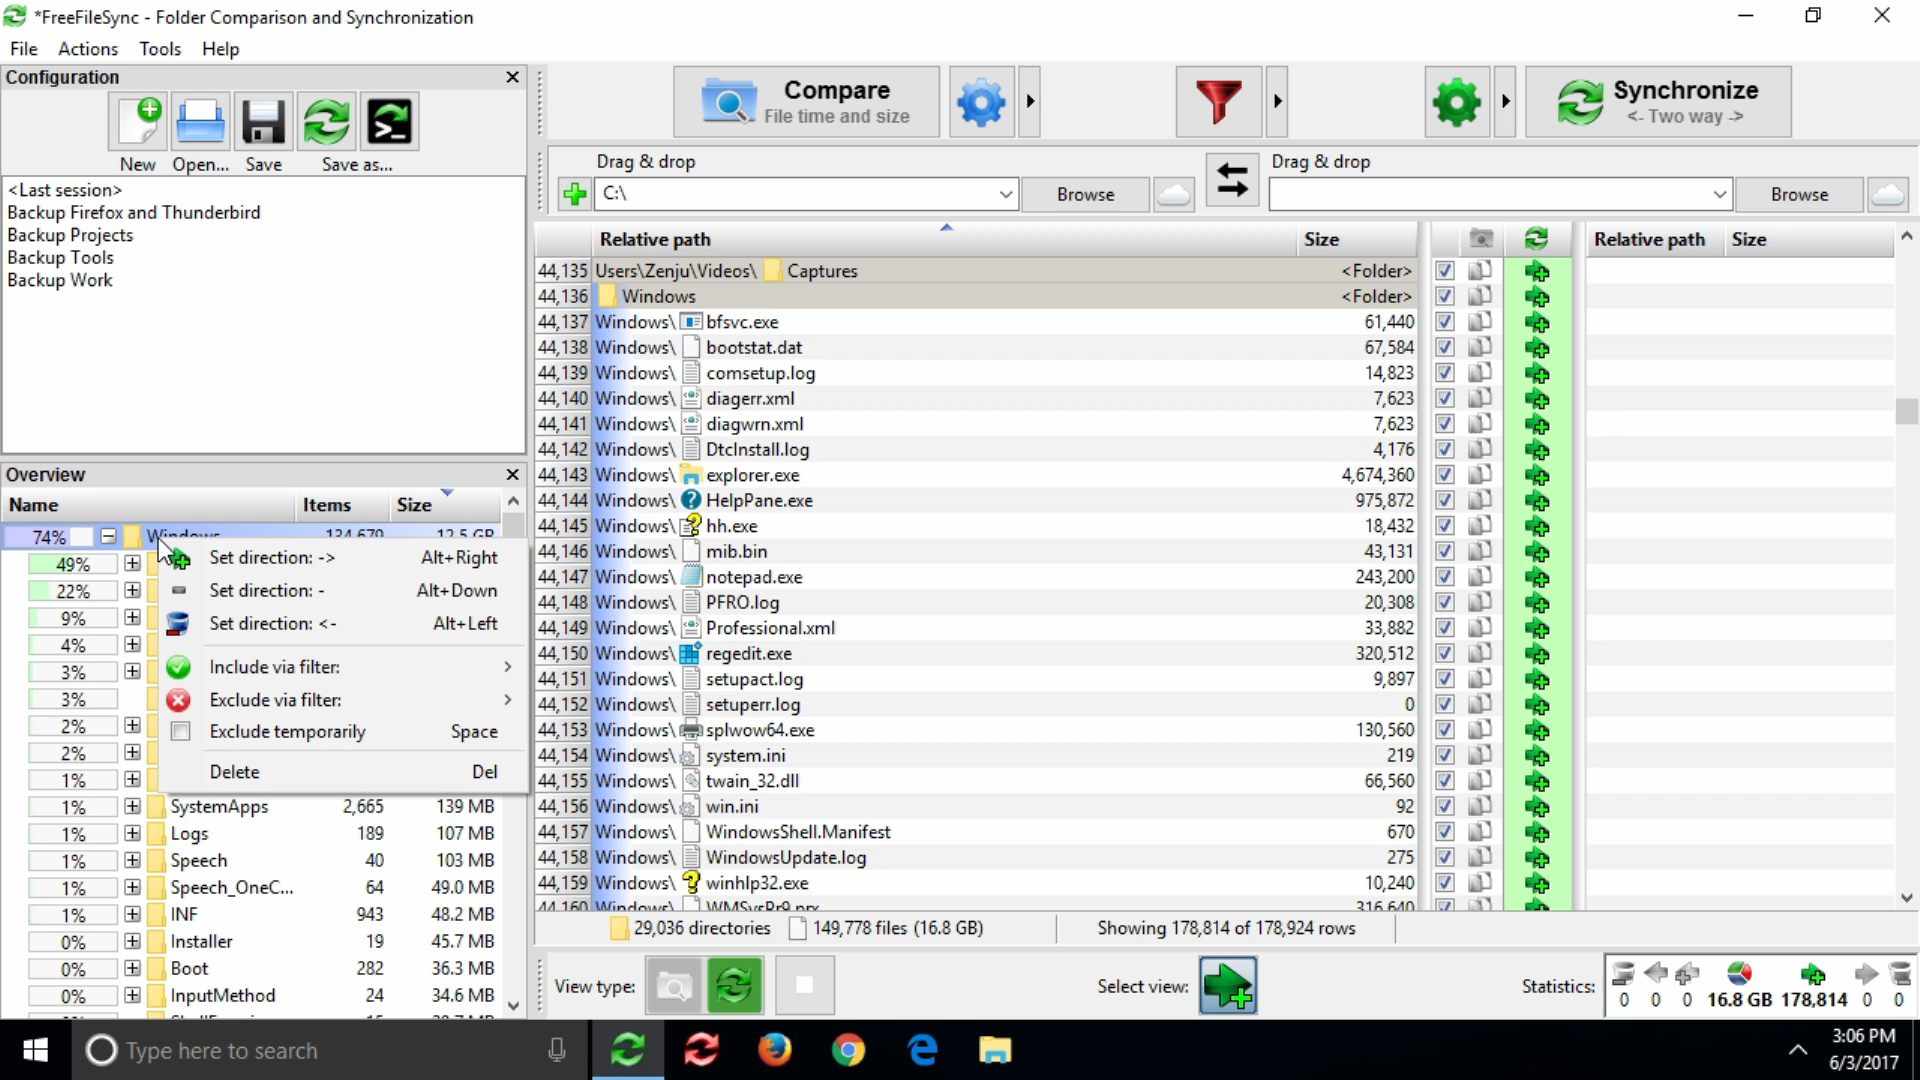 *FreeFileSync - Folder Comparison and Synchronization
File Actions Tools Help
Configuration
New Open... Save Save as...
<Last session>
Backup Firefox and Thunderbird
Backup Projects
Backup Tools
Backup Work
Compare
File time and size
Synchronize
<- Two way ->
Drag & drop
C:\ Browse
Drag & drop
Browse
Overview
Name Items Size
74% Windows 134,679 12.5 GB
49%
22%
9%
4%
3%
3%
2%
2%
1%
1% SystemApps 2,665 139 MB
1% Logs 189 107 MB
1% Speech 40 103 MB
1% Speech_OneC... 64 49.0 MB
1% INF 943 48.2 MB
0% Installer 19 45.7 MB
0% Boot 282 36.3 MB
0% InputMethod 24 34.6 MB
Set direction: -> Alt+Right
Set direction: - Alt+Down
Set direction: <- Alt+Left
Include via filter:
Exclude via filter:
Exclude temporarily Space
Delete Del
Relative path Size
44,135 Users\Zenju\Videos\ Captures <Folder>
44,136 Windows <Folder>
44,137 Windows\ bfsvc.exe 61,440
44,138 Windows\ bootstat.dat 67,584
44,139 Windows\ comsetup.log 14,823
44,140 Windows\ diagerr.xml 7,623
44,141 Windows\ diagwrn.xml 7,623
44,142 Windows\ DtcInstall.log 4,176
44,143 Windows\ explorer.exe 4,674,360
44,144 Windows\ HelpPane.exe 975,872
44,145 Windows\ hh.exe 18,432
44,146 Windows\ mib.bin 43,131
44,147 Windows\ notepad.exe 243,200
44,148 Windows\ PFRO.log 20,308
44,149 Windows\ Professional.xml 33,882
44,150 Windows\ regedit.exe 320,512
44,151 Windows\ setupact.log 9,897
44,152 Windows\ setuperr.log 0
44,153 Windows\ splwow64.exe 130,560
44,154 Windows\ system.ini 219
44,155 Windows\ twain_32.dll 66,560
44,156 Windows\ win.ini 92
44,157 Windows\ WindowsShell.Manifest 670
44,158 Windows\ WindowsUpdate.log 275
44,159 Windows\ winhlp32.exe 10,240
44,160 Windows\ WMSysPr9.prx 316,640
Relative path Size
29,036 directories 149,778 files (16.8 GB) Showing 178,814 of 178,924 rows
View type: Select view: Statistics: 0 0 0 16.8 GB 178,814 0 0
Type here to search
3:06 PM
6/3/2017